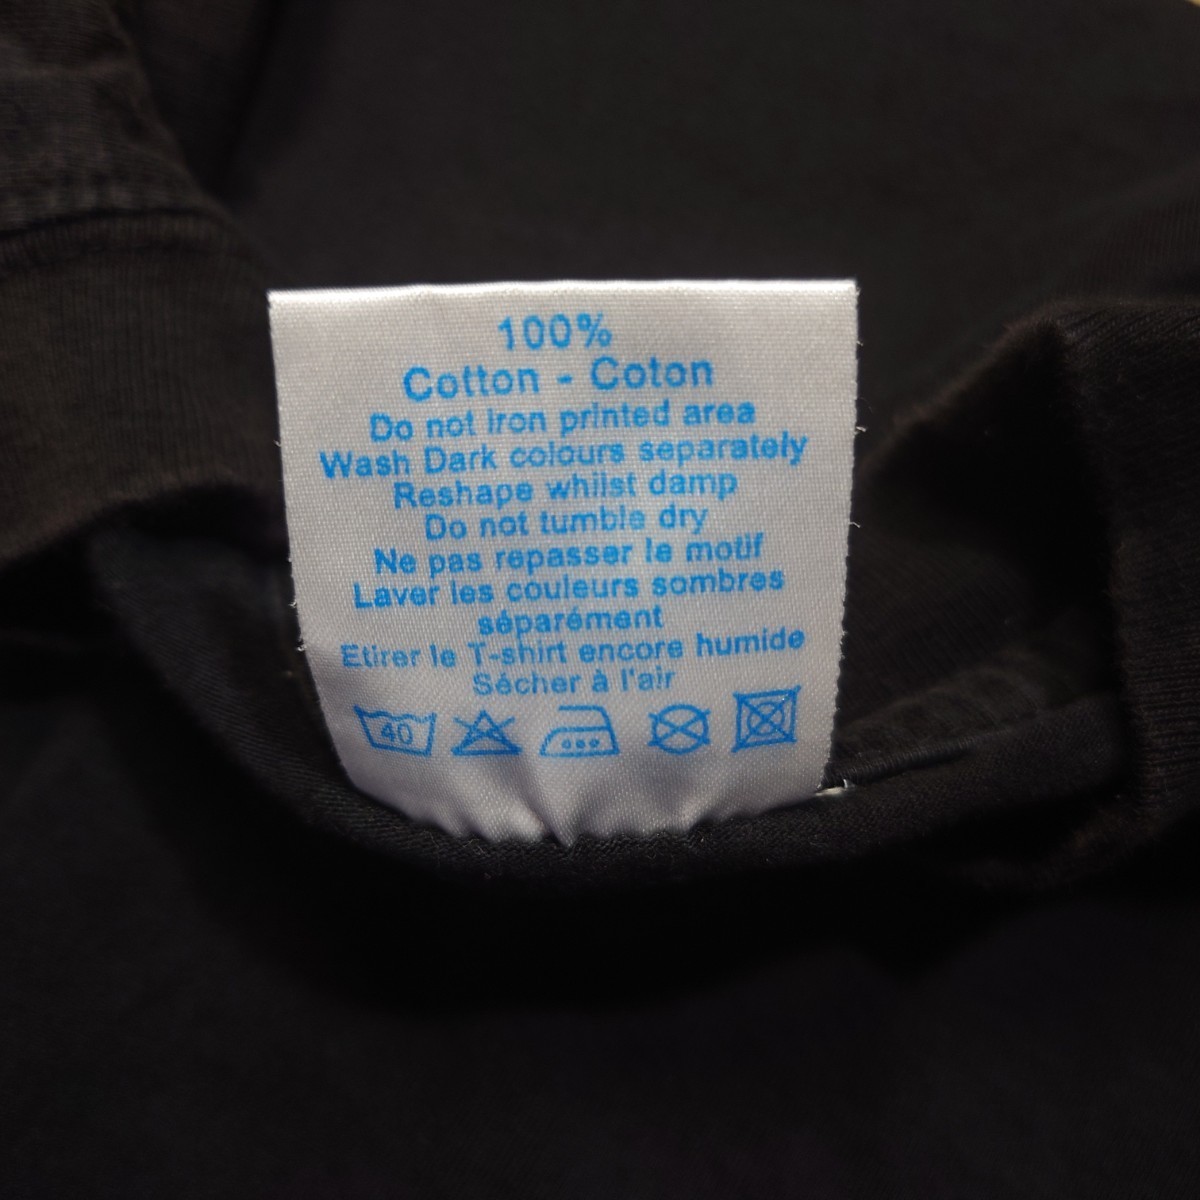 100%
Cotton - Coton
Do not iron printed area
Wash Dark colours separately
Reshape whilst damp
Do not tumble dry
Ne pas repasser le motif
Laver les couleurs sombres
séparément
Etirer le T-shirt encore humide
Sécher à l'air
40